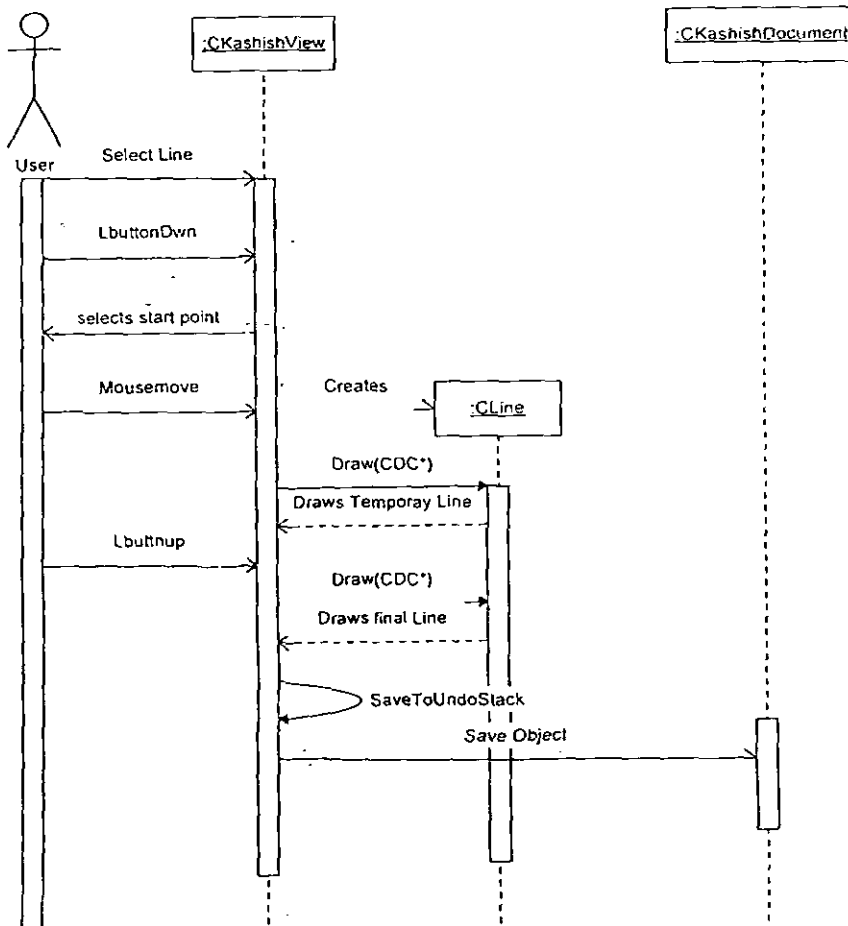 :CKashishView
:CKashishDocument
User
Select Line
LbuttonDwn
selects start point
Mousemove
Creates
:CLine
Draw(CDC*)
Draws Temporay Line
Lbuttnup
Draw(CDC*)
Draws final Line
SaveToUndoStack
Save Object